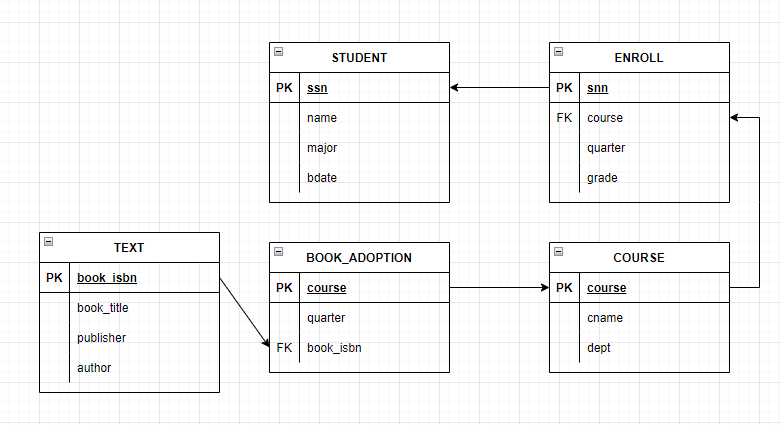 STUDENT
PK ssn
name
major
bdate
ENROLL
PK snn
FK course
quarter
grade
TEXT
PK book_isbn
book_title
publisher
author
BOOK_ADOPTION
PK course
quarter
FK book_isbn
COURSE
PK course
cname
dept